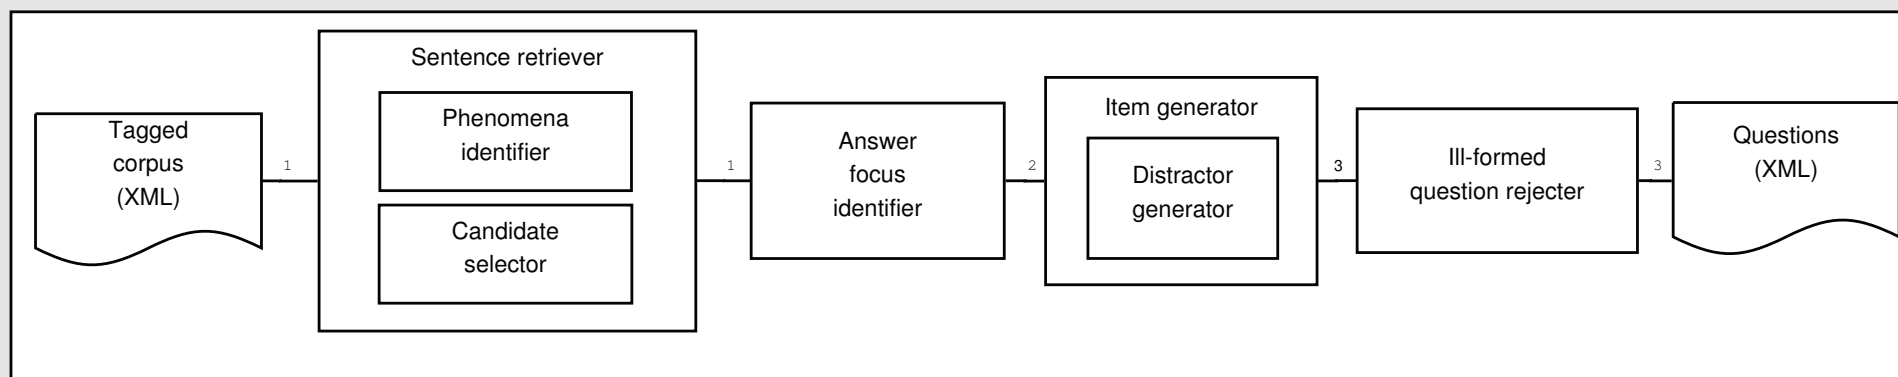 Tagged
corpus
(XML)
1
Sentence retriever
Phenomena
identifier
Candidate
selector
1
Answer
focus
identifier
2
Item generator
Distractor
generator
3
Ill-formed
question rejecter
3
Questions
(XML)